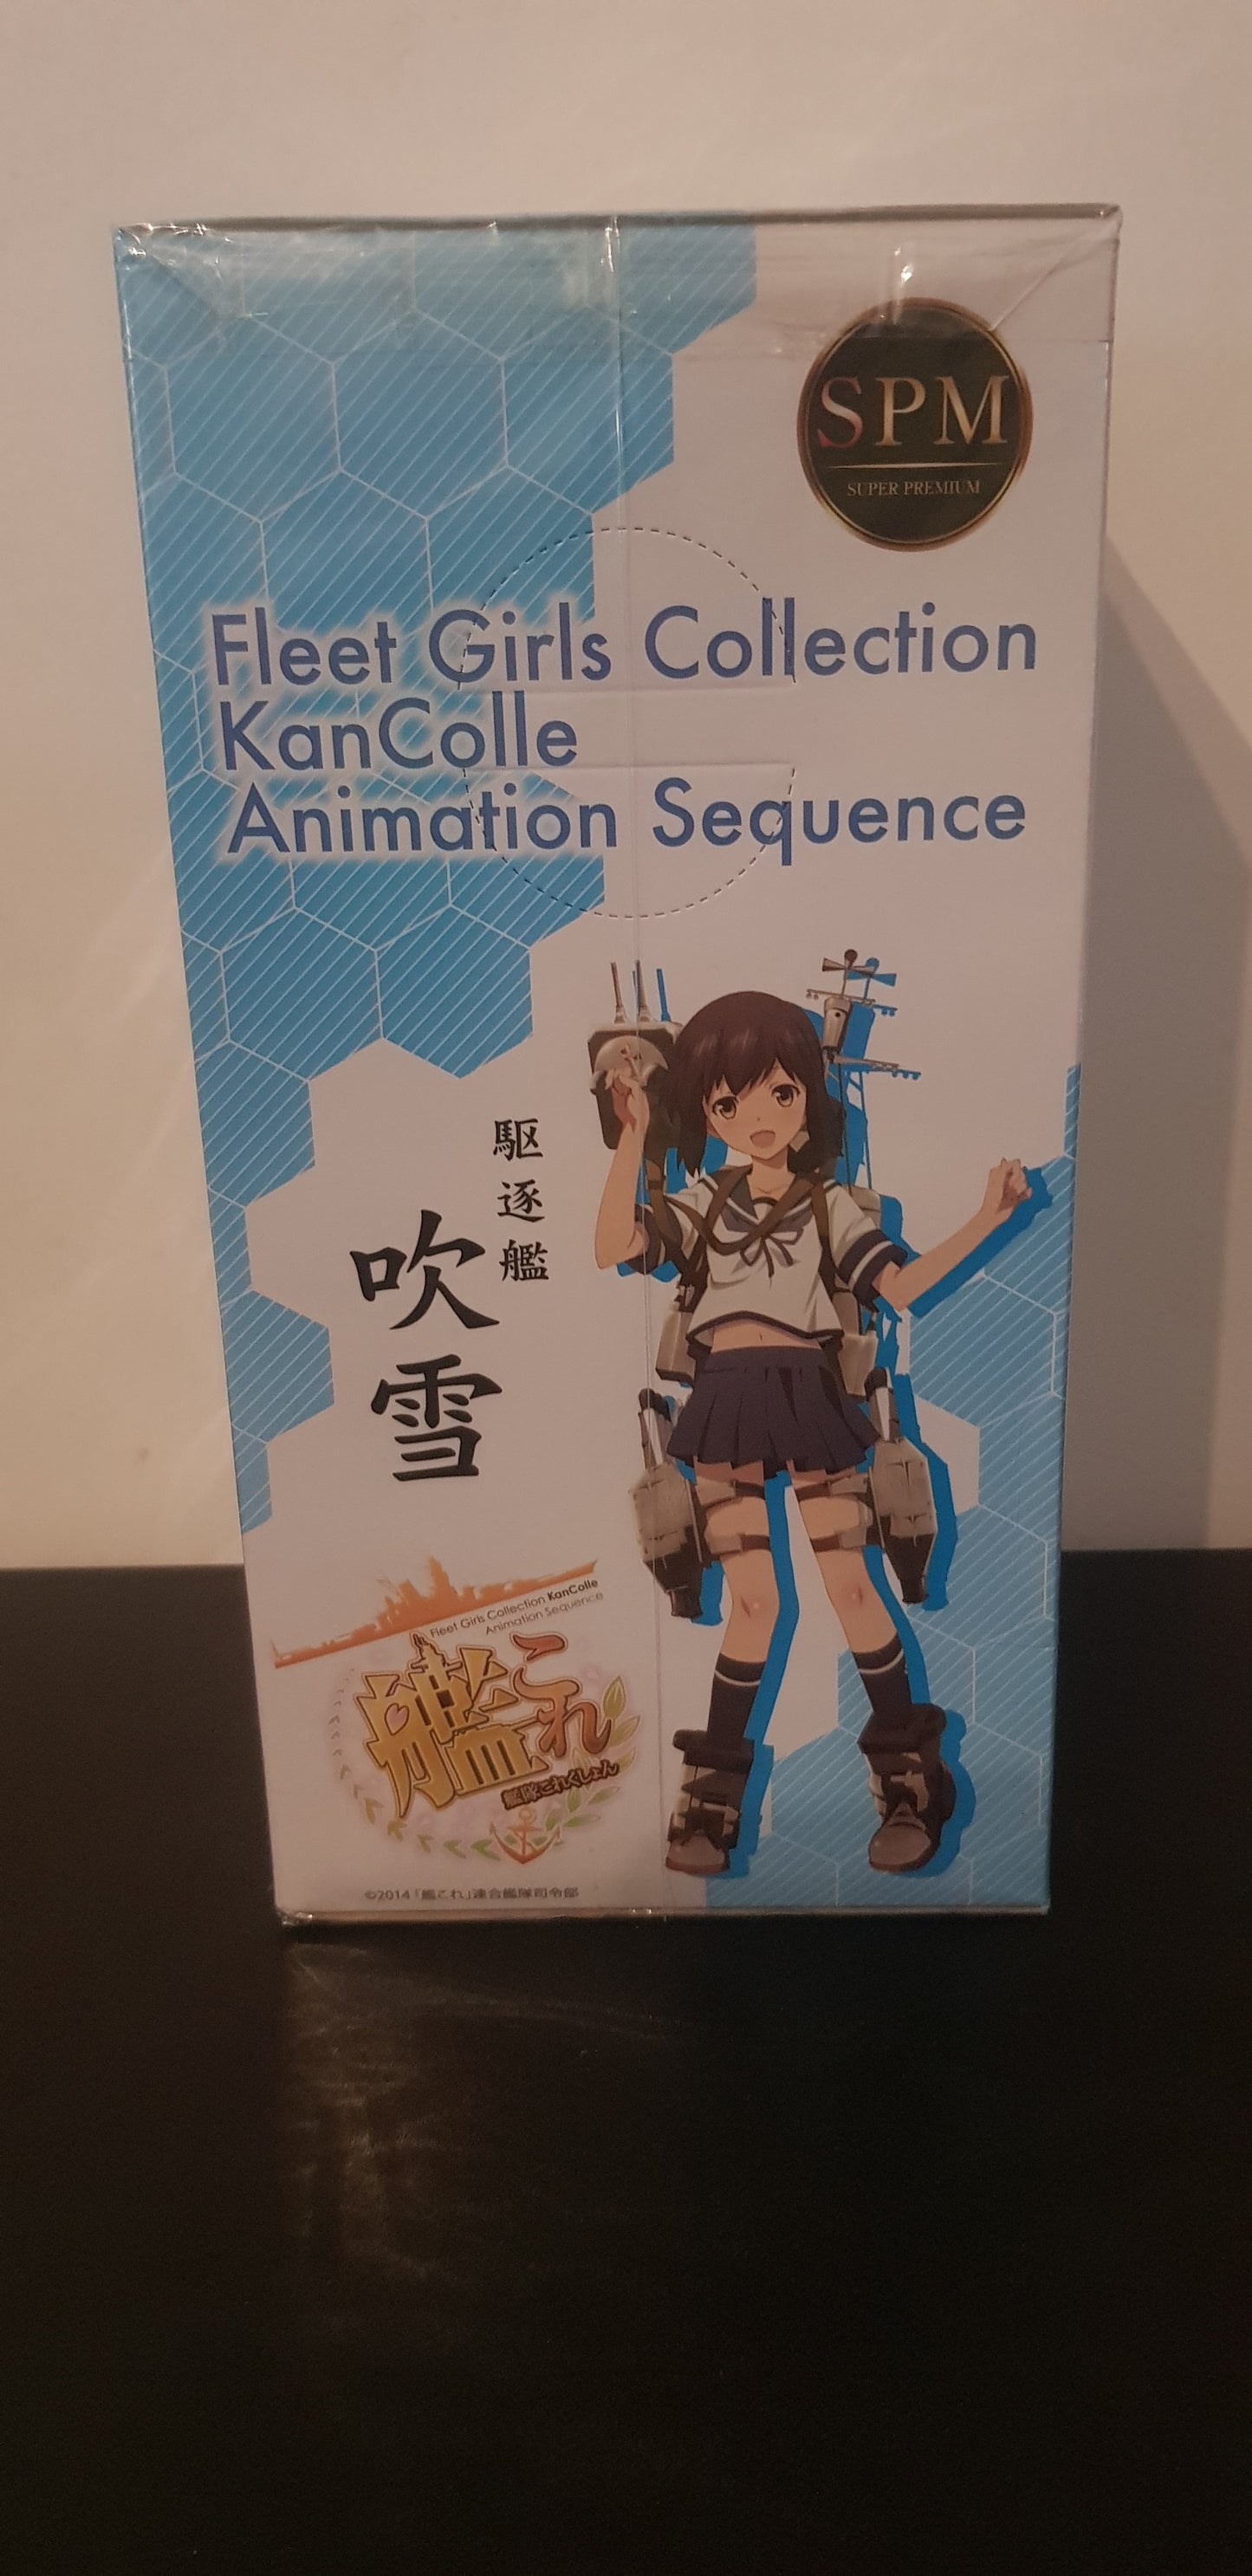 SPM
SUPER PREMIUM
Fleet Girls Collection
KanColle
Animation Sequence
駆逐艦
吹雪
Fleet Girls Collection KanColle
Animation Sequence
艦これ
艦隊これくしょん
©2014 「艦これ」連合艦隊司令部